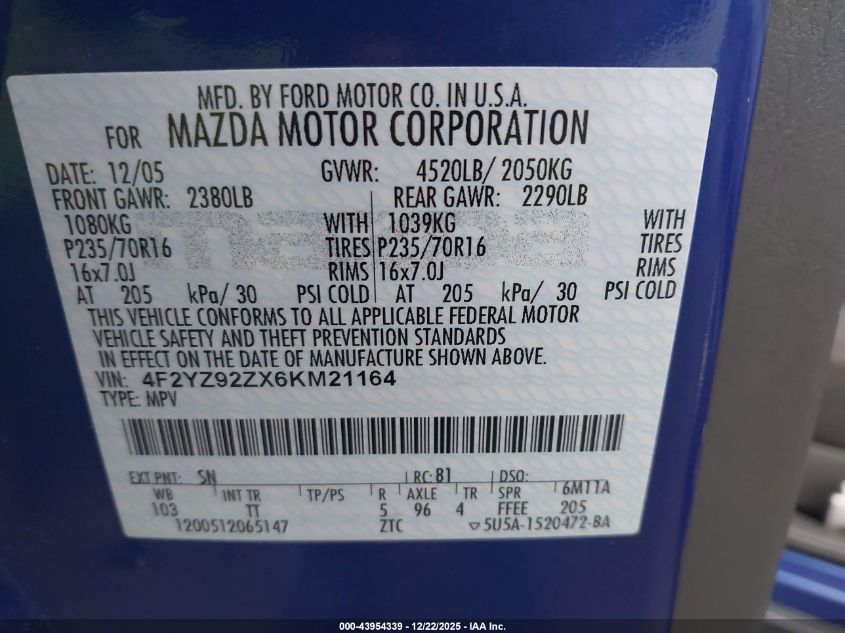 MFD. BY FORD MOTOR CO. IN U.S.A.
FOR MAZDA MOTOR CORPORATION
DATE: 12/05 GVWR: 4520LB/ 2050KG
FRONT GAWR: 2380LB REAR GAWR: 2290LB
1080KG WITH 1039KG WITH
P235/70R16 TIRES P235/70R16 TIRES
16x7.0J RIMS 16x7.0J RIMS
AT 205 kPa/ 30 PSI COLD AT 205 kPa/ 30 PSI COLD
THIS VEHICLE CONFORMS TO ALL APPLICABLE FEDERAL MOTOR
VEHICLE SAFETY AND THEFT PREVENTION STANDARDS
IN EFFECT ON THE DATE OF MANUFACTURE SHOWN ABOVE.
VIN: 4F2YZ92ZX6KM21164
TYPE: MPV
EXT PNT: SN RC: 81 DSO:
WB INT TR TP/PS R AXLE TR SPR 6M11A
103 TT 5 96 4 FFEE 205
1200512065147 ZTC ▽5U5A-1520472-BA
000-43954339 - 12/22/2025 - IAA Inc.